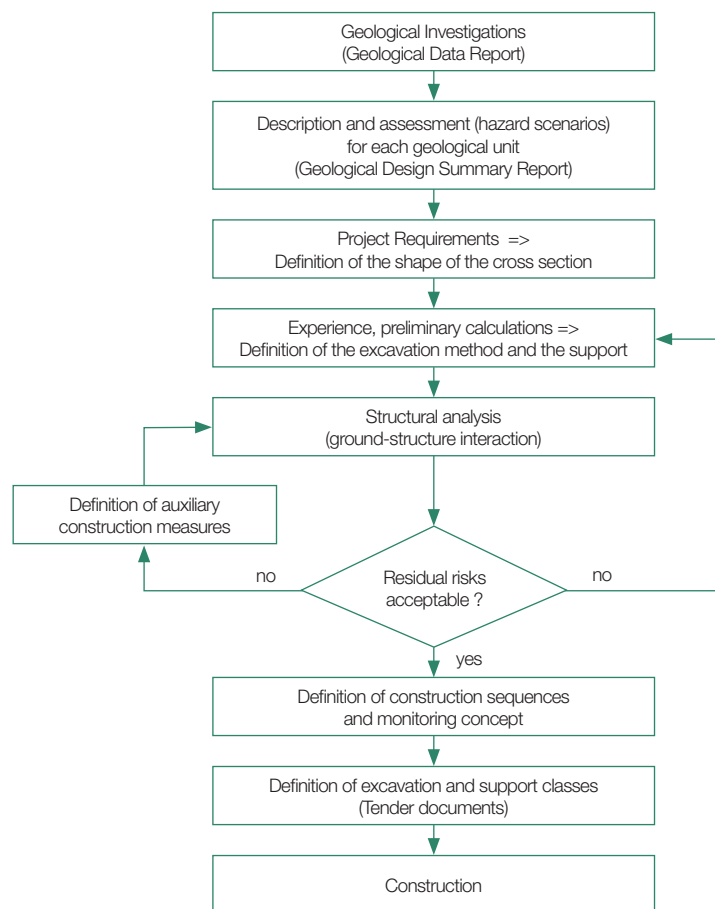 Geological Investigations
(Geological Data Report)
Description and assessment (hazard scenarios)
for each geological unit
(Geological Design Summary Report)
Project Requirements =>
Definition of the shape of the cross section
Experience, preliminary calculations =>
Definition of the excavation method and the support
Structural analysis
(ground-structure interaction)
Definition of auxiliary
construction measures
no
Residual risks
acceptable ?
no
yes
Definition of construction sequences
and monitoring concept
Definition of excavation and support classes
(Tender documents)
Construction